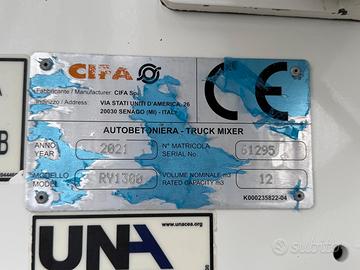 CIFA
CE
Fabbricante / Manufacturer: CIFA Spa
Indirizzo / Address: VIA STATI UNITI D'AMERICA, 26
20030 SENAGO (MI) - ITALY
AUTOBETONIERA - TRUCK MIXER
ANNO
YEAR
2021
N° MATRICOLA
SERIAL No.
61295
MODELLO
MODEL
RY1300
VOLUME NOMINALE m3
RATED CAPACITY m3
12
K000235822-04
B
www.unacea.org
UNA
subito